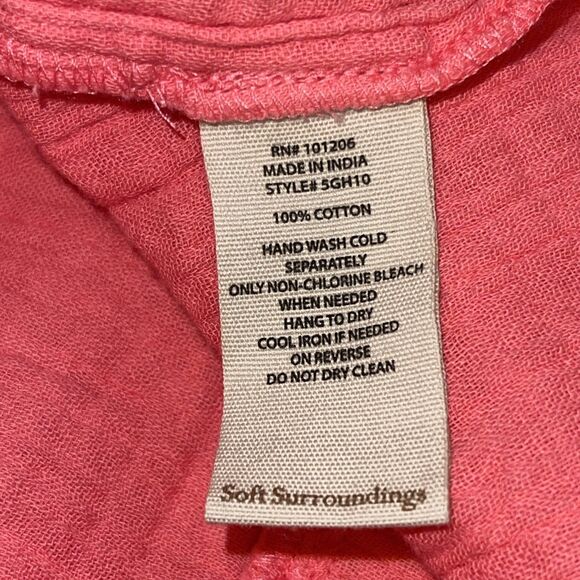 RN# 101206
MADE IN INDIA
STYLE# 5GH10
100% COTTON
HAND WASH COLD
SEPARATELY
ONLY NON-CHLORINE BLEACH
WHEN NEEDED
HANG TO DRY
COOL IRON IF NEEDED
ON REVERSE
DO NOT DRY CLEAN
Soft Surroundings